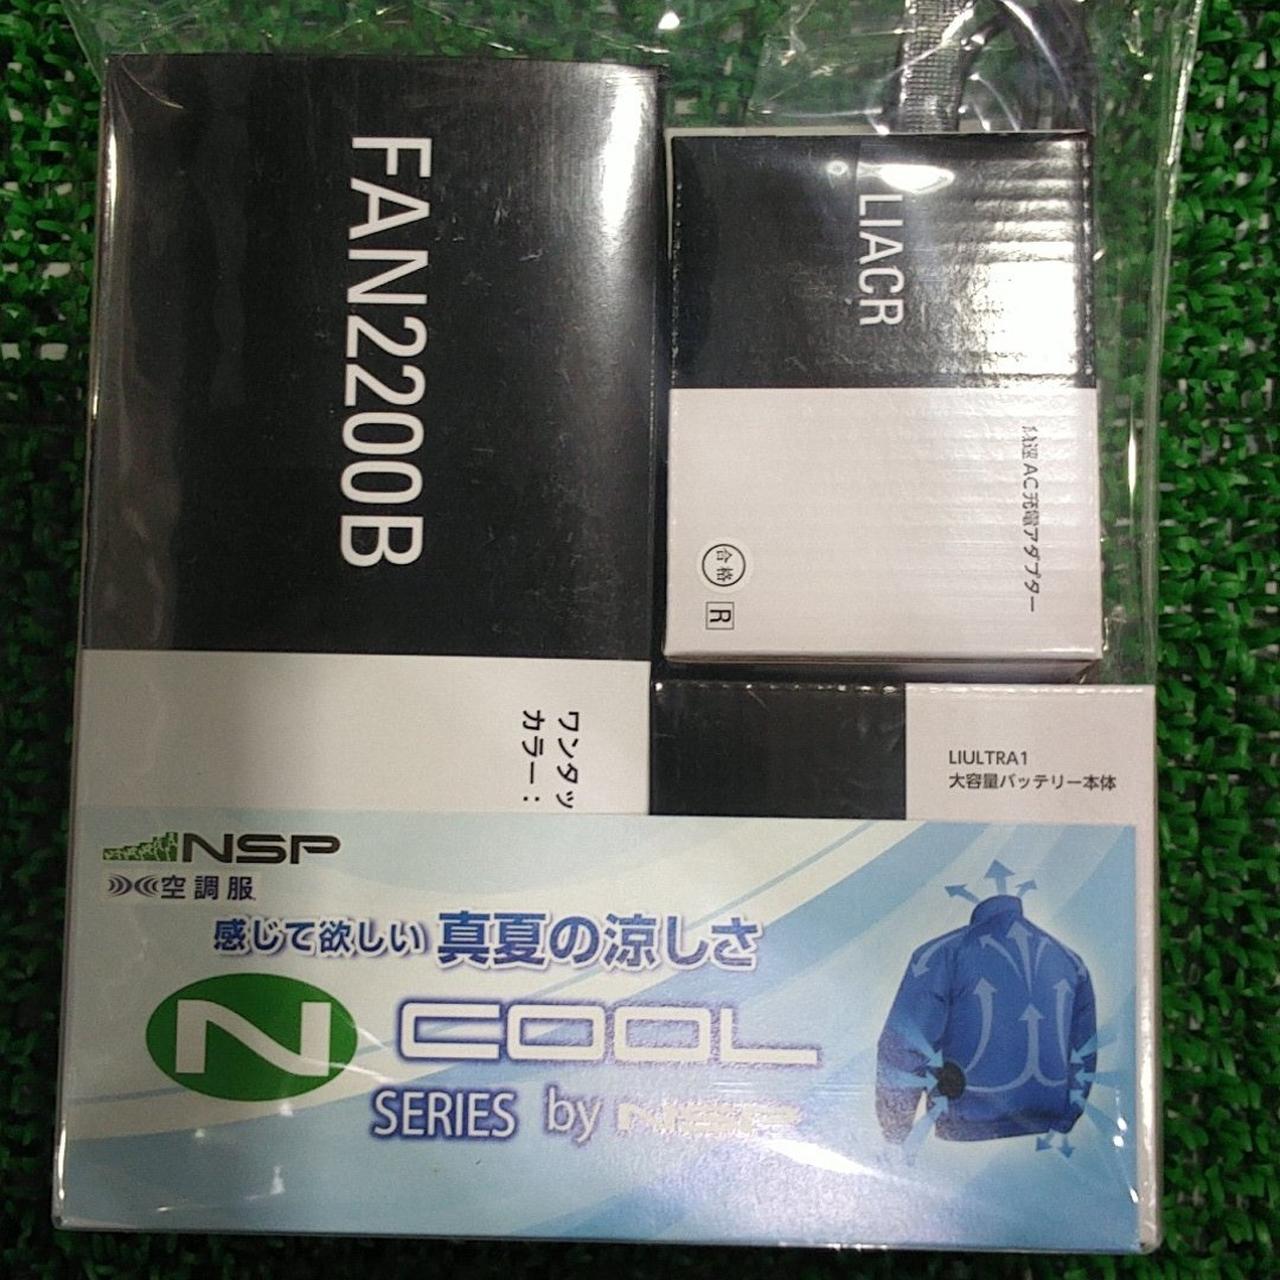 FAN2200B
ワンタッ
カラー：
LIACR
高速AC充電アダプター
合格
R
LIULTRA1
大容量バッテリー本体
NSP
空調服
感じて欲しい 真夏の涼しさ
N COOL
SERIES by NSP